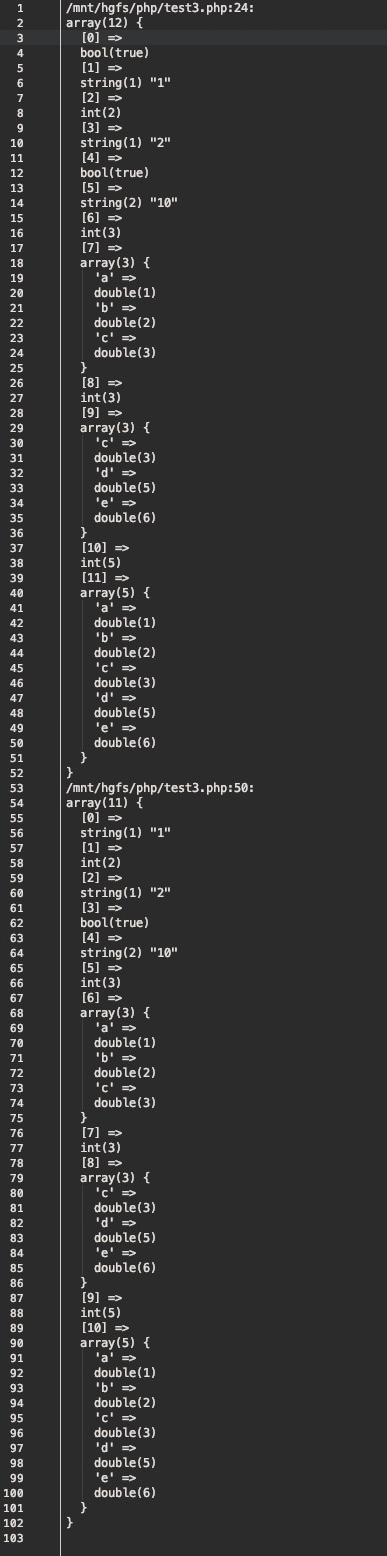 1 /mnt/hgfs/php/test3.php:24:
2 array(12) {
3   [0] =>
4   bool(true)
5   [1] =>
6   string(1) "1"
7   [2] =>
8   int(2)
9   [3] =>
10   string(1) "2"
11   [4] =>
12   bool(true)
13   [5] =>
14   string(2) "10"
15   [6] =>
16   int(3)
17   [7] =>
18   array(3) {
19     'a' =>
20     double(1)
21     'b' =>
22     double(2)
23     'c' =>
24     double(3)
25   }
26   [8] =>
27   int(3)
28   [9] =>
29   array(3) {
30     'c' =>
31     double(3)
32     'd' =>
33     double(5)
34     'e' =>
35     double(6)
36   }
37   [10] =>
38   int(5)
39   [11] =>
40   array(5) {
41     'a' =>
42     double(1)
43     'b' =>
44     double(2)
45     'c' =>
46     double(3)
47     'd' =>
48     double(5)
49     'e' =>
50     double(6)
51   }
52 }
53 /mnt/hgfs/php/test3.php:50:
54 array(11) {
55   [0] =>
56   string(1) "1"
57   [1] =>
58   int(2)
59   [2] =>
60   string(1) "2"
61   [3] =>
62   bool(true)
63   [4] =>
64   string(2) "10"
65   [5] =>
66   int(3)
67   [6] =>
68   array(3) {
69     'a' =>
70     double(1)
71     'b' =>
72     double(2)
73     'c' =>
74     double(3)
75   }
76   [7] =>
77   int(3)
78   [8] =>
79   array(3) {
80     'c' =>
81     double(3)
82     'd' =>
83     double(5)
84     'e' =>
85     double(6)
86   }
87   [9] =>
88   int(5)
89   [10] =>
90   array(5) {
91     'a' =>
92     double(1)
93     'b' =>
94     double(2)
95     'c' =>
96     double(3)
97     'd' =>
98     double(5)
99     'e' =>
100     double(6)
101   }
102 }
103